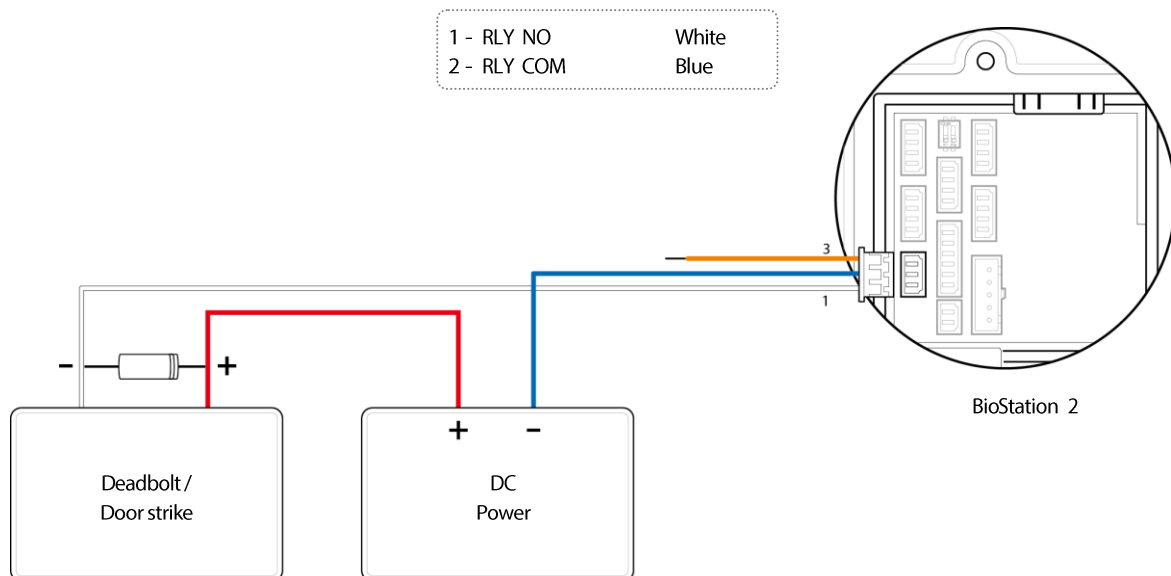 1 - RLY NO White
2 - RLY COM Blue
3
1
- +
+ -
BioStation 2
Deadbolt /
Door strike
DC
Power